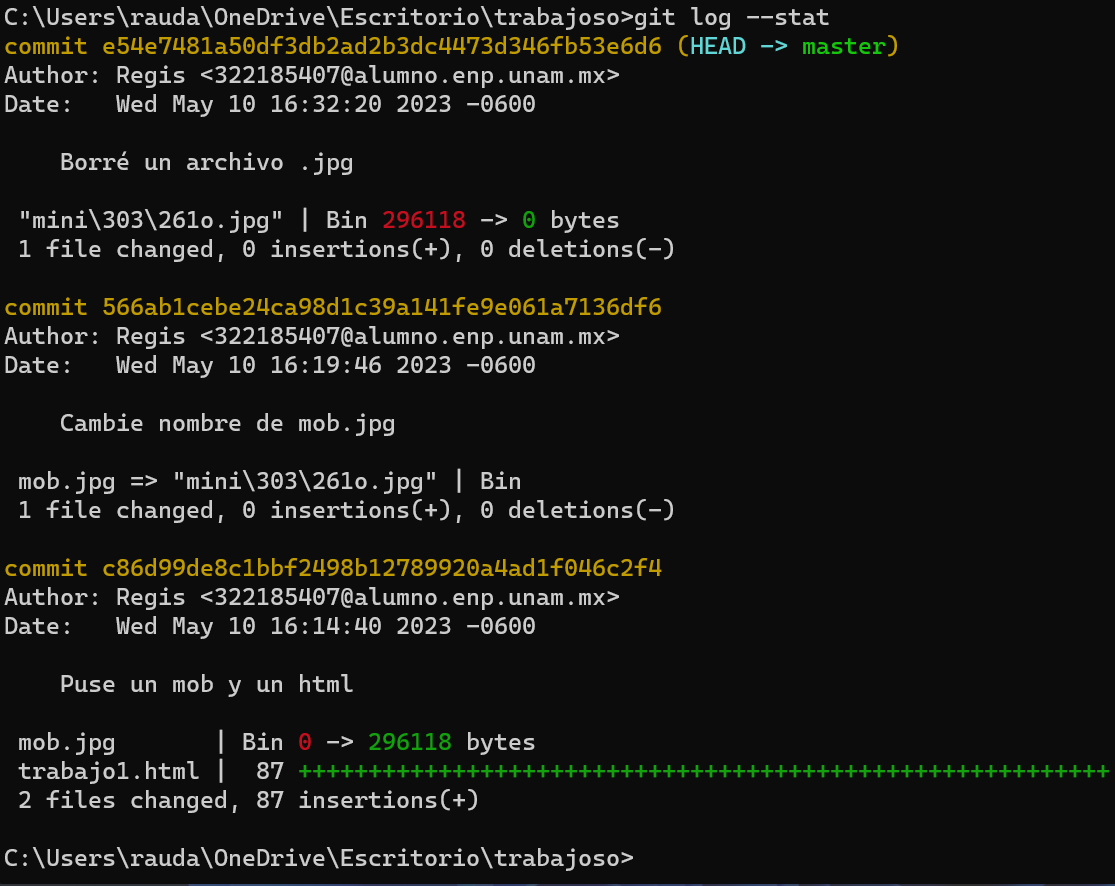 C:\Users\rauda\OneDrive\Escritorio\trabajoso>git log --stat
commit e54e7481a50df3db2ad2b3dc4473d346fb53e6d6 (HEAD -> master)
Author: Regis <322185407@alumno.enp.unam.mx>
Date:   Wed May 10 16:32:20 2023 -0600

    Borré un archivo .jpg

 "mini\303\261o.jpg" | Bin 296118 -> 0 bytes
 1 file changed, 0 insertions(+), 0 deletions(-)

commit 566ab1cebe24ca98d1c39a141fe9e061a7136df6
Author: Regis <322185407@alumno.enp.unam.mx>
Date:   Wed May 10 16:19:46 2023 -0600

    Cambie nombre de mob.jpg

 mob.jpg => "mini\303\261o.jpg" | Bin
 1 file changed, 0 insertions(+), 0 deletions(-)

commit c86d99de8c1bbf2498b12789920a4ad1f046c2f4
Author: Regis <322185407@alumno.enp.unam.mx>
Date:   Wed May 10 16:14:40 2023 -0600

    Puse un mob y un html

 mob.jpg       | Bin 0 -> 296118 bytes
 trabajo1.html |  87 ++++++++++++++++++++++++++++++++++++++++++++++++++++++++++
 2 files changed, 87 insertions(+)

C:\Users\rauda\OneDrive\Escritorio\trabajoso>